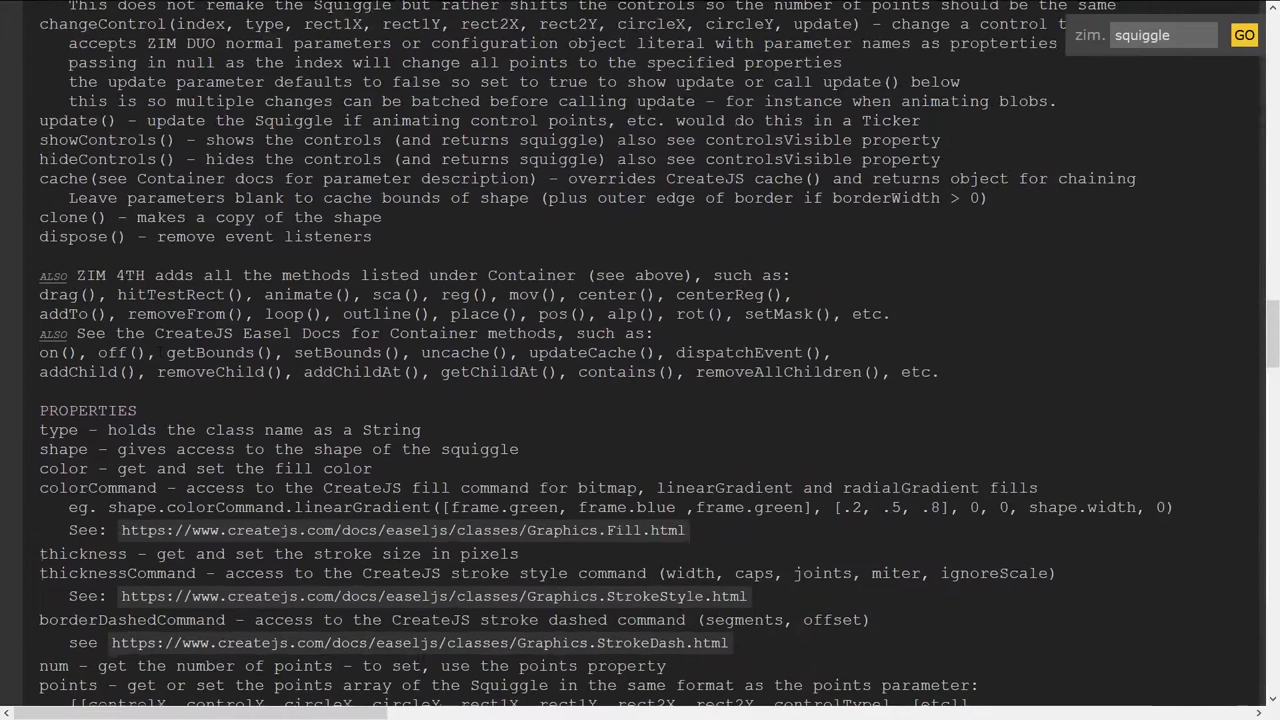 This does not remake the Squiggle but rather shifts the controls so the number of points should be the same
changeControl(index, type, rect1X, rect1Y, rect2X, rect2Y, circleX, circleY, update) - change a control t
zim. squiggle GO
accepts ZIM DUO normal parameters or configuration object literal with parameter names as propterties
passing in null as the index will change all points to the specified properties
the update parameter defaults to false so set to true to show update or call update() below
this is so multiple changes can be batched before calling update - for instance when animating blobs.
update() - update the Squiggle if animating control points, etc. would do this in a Ticker
showControls() - shows the controls (and returns squiggle) also see controlsVisible property
hideControls() - hides the controls (and returns squiggle) also see controlsVisible property
cache(see Container docs for parameter description) - overrides CreateJS cache() and returns object for chaining
Leave parameters blank to cache bounds of shape (plus outer edge of border if borderWidth > 0)
clone() - makes a copy of the shape
dispose() - remove event listeners
ALSO ZIM 4TH adds all the methods listed under Container (see above), such as:
drag(), hitTestRect(), animate(), sca(), reg(), mov(), center(), centerReg(),
addTo(), removeFrom(), loop(), outline(), place(), pos(), alp(), rot(), setMask(), etc.
ALSO See the CreateJS Easel Docs for Container methods, such as:
on(), off(), getBounds(), setBounds(), uncache(), updateCache(), dispatchEvent(),
addChild(), removeChild(), addChildAt(), getChildAt(), contains(), removeAllChildren(), etc.
PROPERTIES
type - holds the class name as a String
shape - gives access to the shape of the squiggle
color - get and set the fill color
colorCommand - access to the CreateJS fill command for bitmap, linearGradient and radialGradient fills
eg. shape.colorCommand.linearGradient([frame.green, frame.blue ,frame.green], [.2, .5, .8], 0, 0, shape.width, 0)
See: https://www.createjs.com/docs/easeljs/classes/Graphics.Fill.html
thickness - get and set the stroke size in pixels
thicknessCommand - access to the CreateJS stroke style command (width, caps, joints, miter, ignoreScale)
See: https://www.createjs.com/docs/easeljs/classes/Graphics.StrokeStyle.html
borderDashedCommand - access to the CreateJS stroke dashed command (segments, offset)
see https://www.createjs.com/docs/easeljs/classes/Graphics.StrokeDash.html
num - get the number of points - to set, use the points property
points - get or set the points array of the Squiggle in the same format as the points parameter:
[[controlX, controlY, circleX, circleY, rect1X, rect1Y, rect2X, rect2Y, controlType], [etc]]